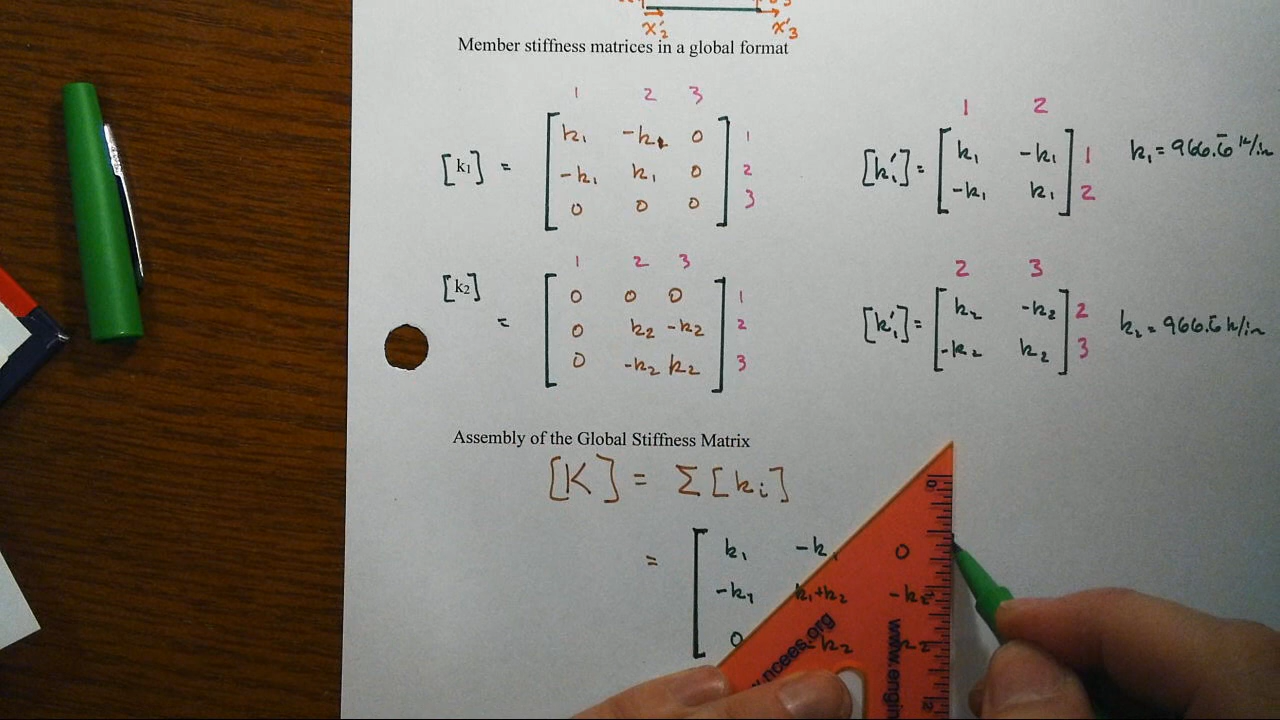 x'₂ x'₃
Member stiffness matrices in a global format
1 2 3
[k₁] = [k₁ -k₁ 0] 1
[-k₁ k₁ 0] 2
[0 0 0] 3
1 2
[k'₁] = [k₁ -k₁] 1
[-k₁ k₁] 2
k₁ = 966.6̅ k/in
1 2 3
[k₂] = [0 0 0] 1
[0 k₂ -k₂] 2
[0 -k₂ k₂] 3
2 3
[k'₁] = [k₂ -k₂] 2
[-k₂ k₂] 3
k₂ = 966.6̅ k/in
Assembly of the Global Stiffness Matrix
[K] = Σ[kᵢ]
= [k₁ -k₁ 0
-k₁ k₁+k₂ -k₂
0 -k₂ k₂
ncees.org
www.engin